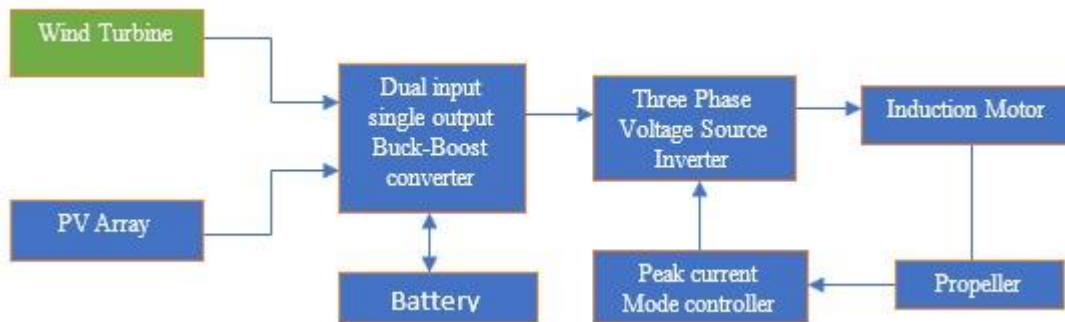 Wind Turbine
Dual input
single output
Buck-Boost
converter
Three Phase
Voltage Source
Inverter
Induction Motor
PV Array
Battery
Peak current
Mode controller
Propeller